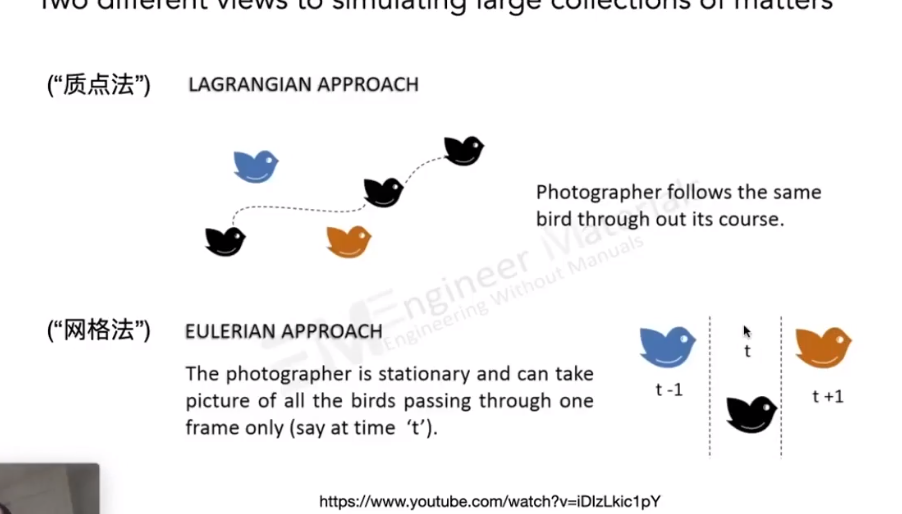 Two different views to simulating large collections of matters
(“质点法”) LAGRANGIAN APPROACH
Photographer follows the same
bird through out its course.
Engineer Materials
Engineering Without Manuals
(“网格法”) EULERIAN APPROACH
The photographer is stationary and can take
picture of all the birds passing through one
frame only (say at time ‘t’).
t -1
t
t +1
https://www.youtube.com/watch?v=iDIzLkic1pY